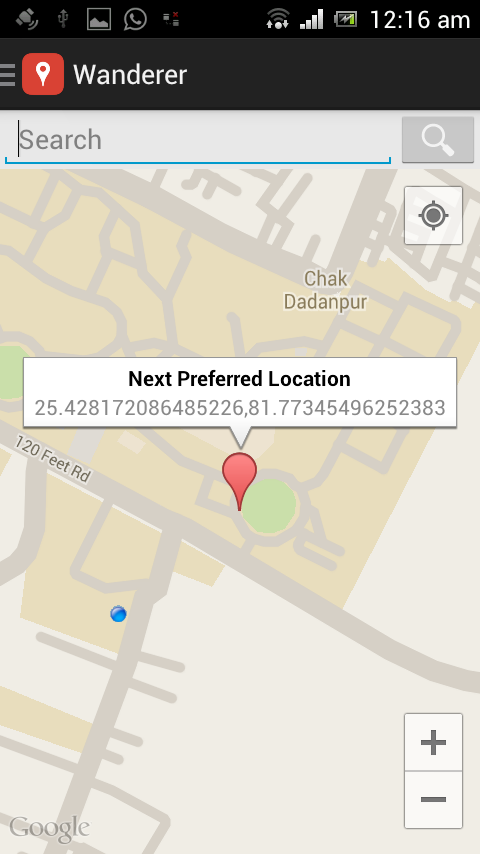 12:16 am
Wanderer
Search
Chak
Dadanpur
Next Preferred Location
25.428172086485226,81.77345496252383
120 Feet Rd
Google